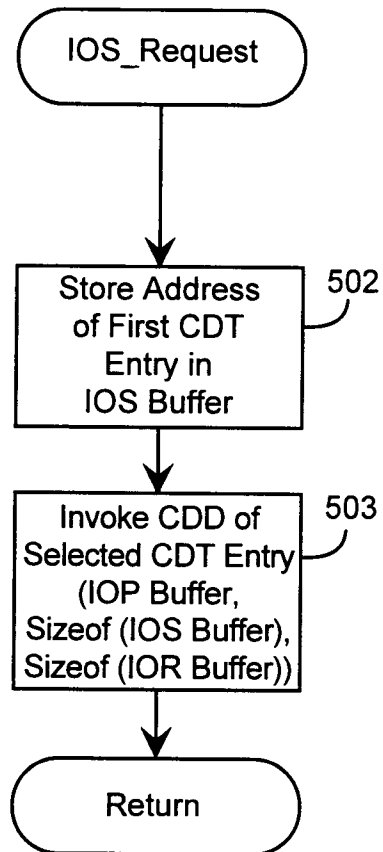 IOS_Request
Store Address
of First CDT
Entry in
IOS Buffer
502
Invoke CDD of
Selected CDT Entry
(IOP Buffer,
Sizeof (IOS Buffer),
Sizeof (IOR Buffer))
503
Return